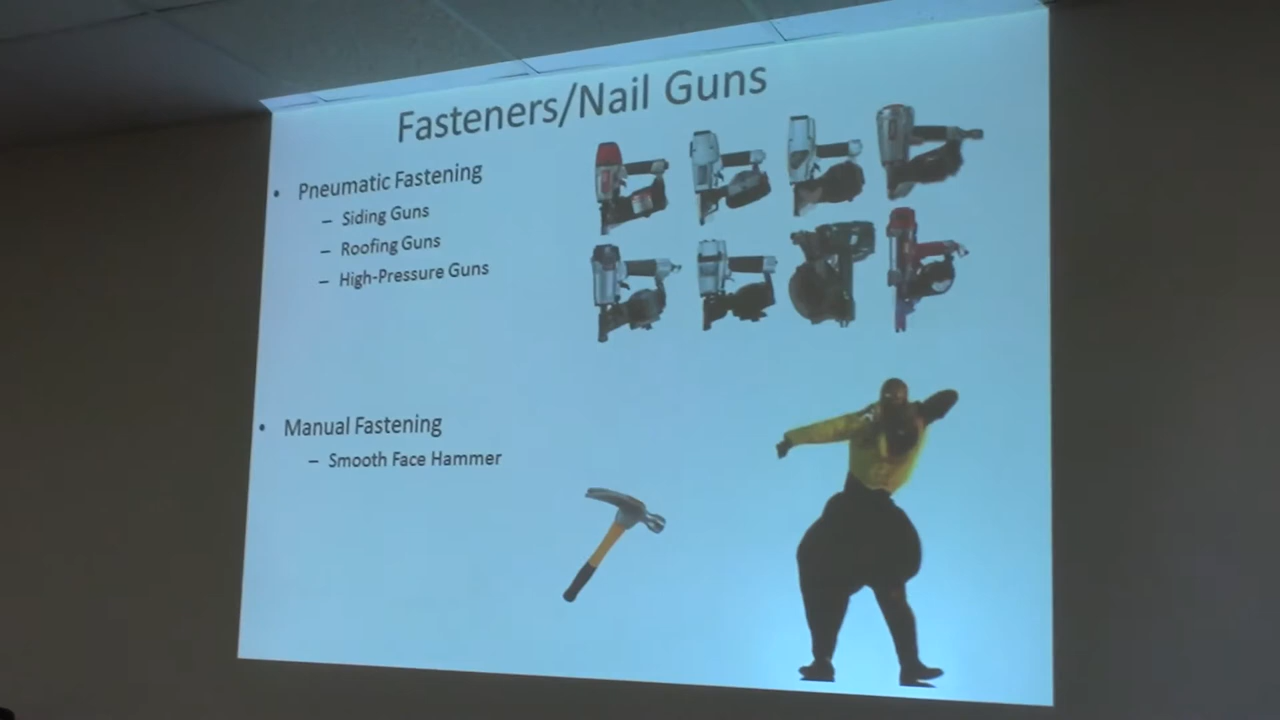 Fasteners/Nail Guns
• Pneumatic Fastening
– Siding Guns
– Roofing Guns
– High-Pressure Guns
• Manual Fastening
– Smooth Face Hammer